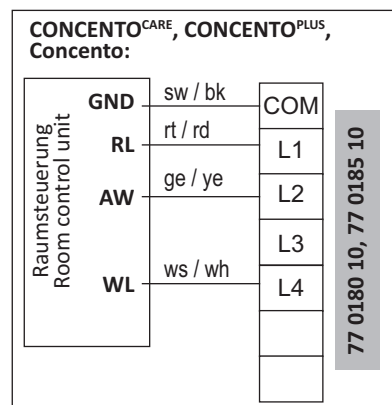 CONCENTOCARE, CONCENTOPLUS,
Concento:
Raumsteuerung
Room control unit
GND
sw / bk
COM
RL
rt / rd
L1
AW
ge / ye
L2
L3
WL
ws / wh
L4
77 0180 10, 77 0185 10